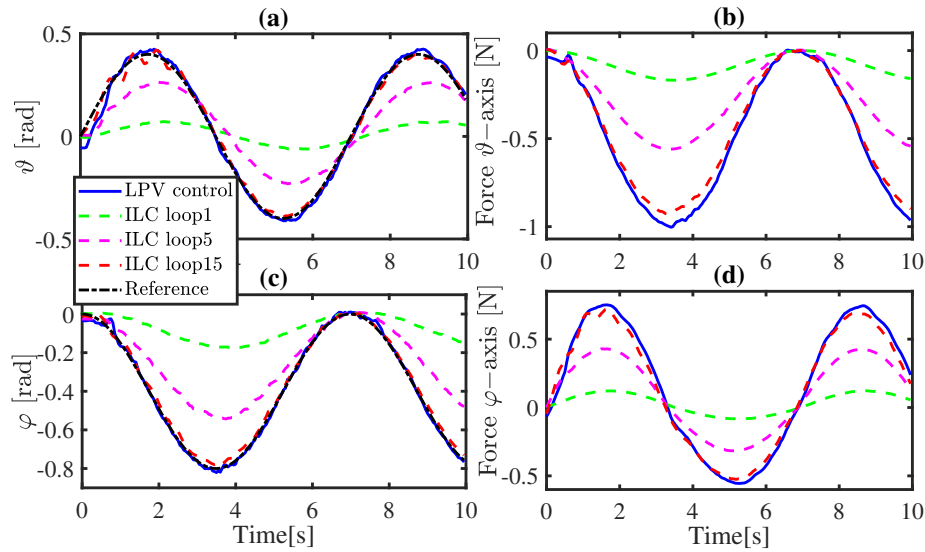 (a)
0.5
0
-0.5
ϑ [rad]
0 2 4 6 8 10
LPV control
ILC loop1
ILC loop5
ILC loop15
Reference
(b)
0
-0.5
-1
Force ϑ−axis [N]
0 2 4 6 8 10
(c)
0
-0.2
-0.4
-0.6
-0.8
φ [rad]
0 2 4 6 8 10
Time[s]
(d)
0.5
0
-0.5
Force φ−axis [N]
0 2 4 6 8 10
Time[s]